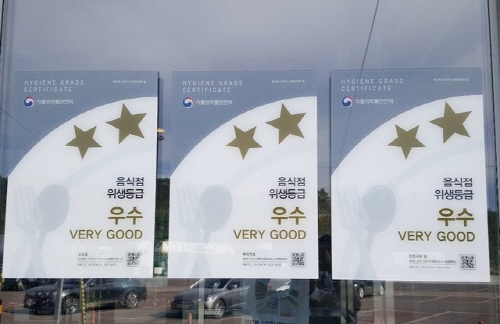 HYGIENE GRADE
CERTIFICATE
식품의약품안전처
음식점
위생등급
우수
VERY GOOD
HYGIENE GRADE
CERTIFICATE
식품의약품안전처
음식점
위생등급
우수
VERY GOOD
HYGIENE GRADE
CERTIFICATE
식품의약품안전처
음식점
위생등급
우수
VERY GOOD